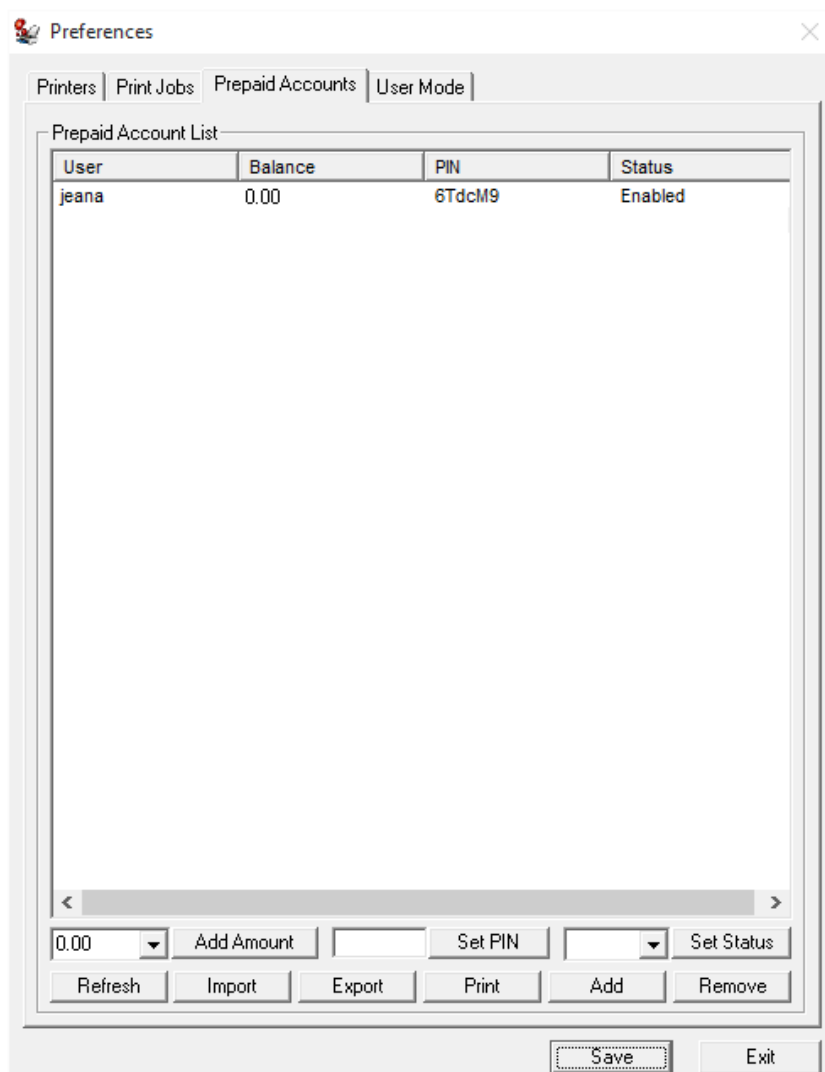 Preferences
Printers Print Jobs Prepaid Accounts User Mode
Prepaid Account List
User Balance PIN Status
jeana 0.00 6TdcM9 Enabled
0.00 Add Amount Set PIN Set Status
Refresh Import Export Print Add Remove
Save Exit